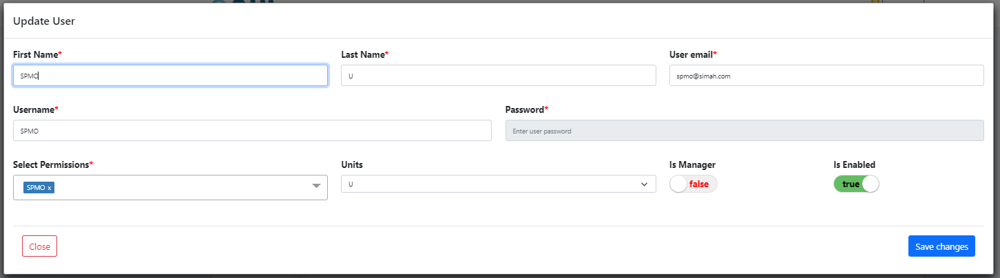 Update User
First Name* Last Name* User email*
SPMO U spmo@simah.com
Username* Password*
SPMO Enter user password
Select Permissions* Units Is Manager Is Enabled
SPMO x U false true
Close Save changes